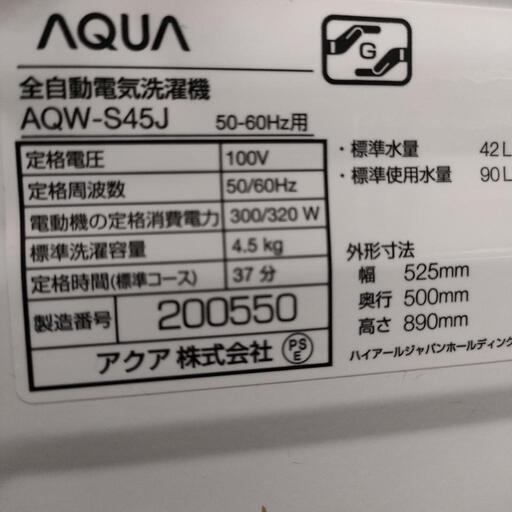 AQUA
G
全自動電気洗濯機
AQW-S45J 50-60Hz用
定格電圧 100V
定格周波数 50/60Hz
電動機の定格消費電力 300/320 W
標準洗濯容量 4.5 kg
定格時間(標準コース) 37 分
製造番号 200550
アクア 株式会社 PSE
・標準水量 42L
・標準使用水量 90L
外形寸法
幅 525mm
奥行 500mm
高さ 890mm
ハイアールジャパンホールディング